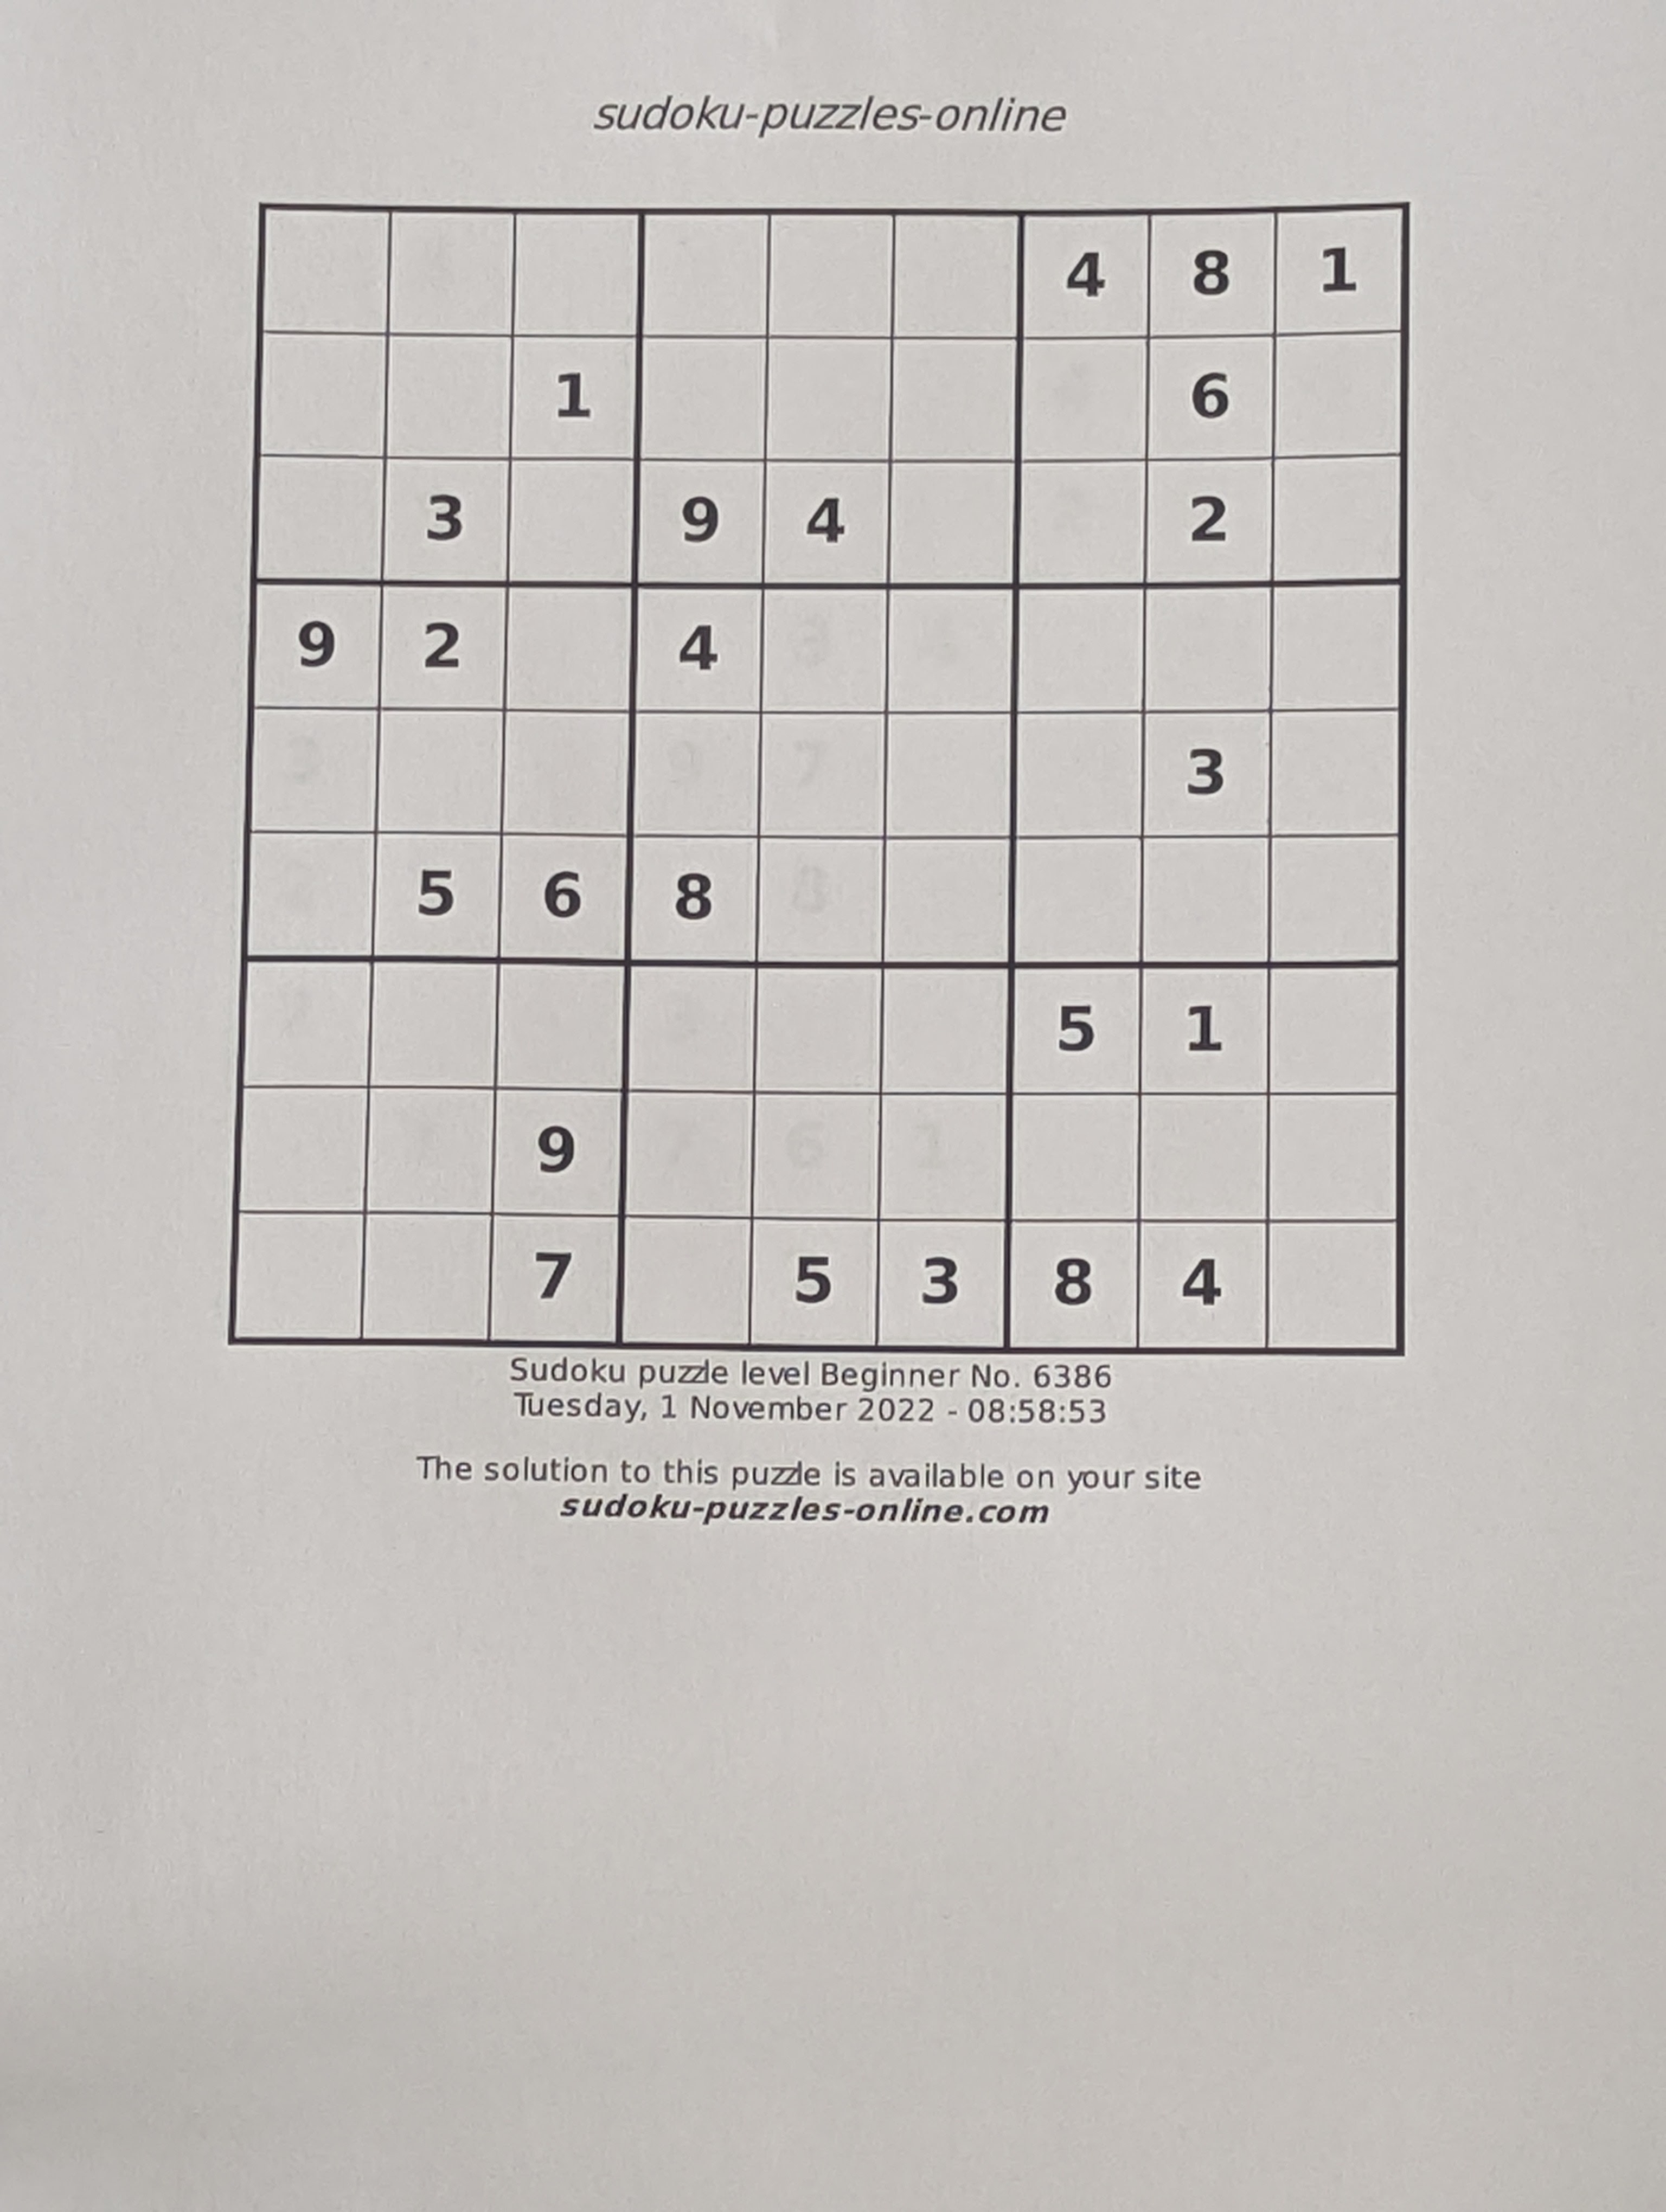 sudoku-puzzles-online
4 8 1
1 6
3 9 4 2
9 2 4
3
5 6 8
5 1
9
7 5 3 8 4
Sudoku puzzle level Beginner No. 6386
Tuesday, 1 November 2022 - 08:58:53
The solution to this puzzle is available on your site
sudoku-puzzles-online.com